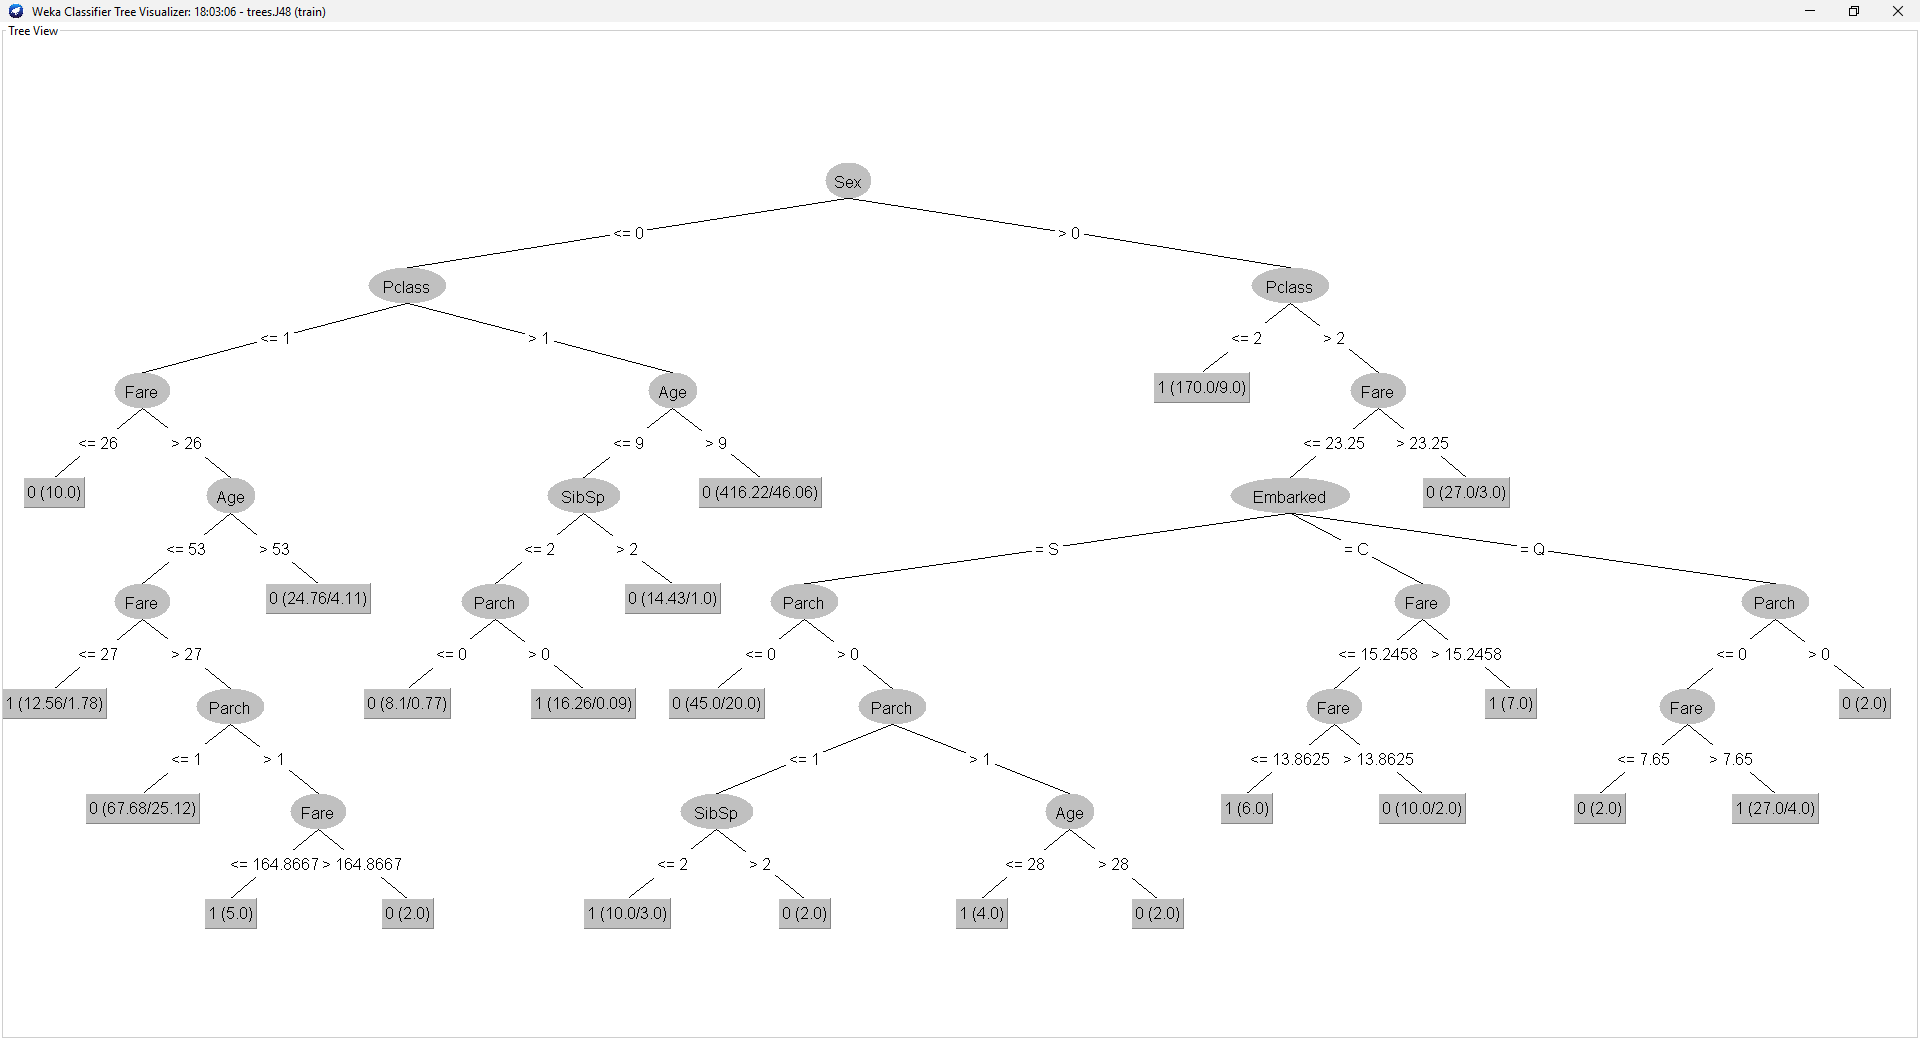 Weka Classifier Tree Visualizer: 18:03:06 - trees.J48 (train)
Tree View
Sex
<= 0 > 0
Pclass Pclass
<= 1 > 1 <= 2 > 2
Fare Age 1 (170.0/9.0) Fare
<= 26 > 26 <= 9 > 9 <= 23.25 > 23.25
0 (10.0) Age SibSp 0 (416.22/46.06) Embarked 0 (27.0/3.0)
<= 53 > 53 <= 2 > 2 = S = C = Q
Fare 0 (24.76/4.11) Parch 0 (14.43/1.0) Parch Fare Parch
<= 27 > 27 <= 0 > 0 <= 0 > 0 <= 15.2458 > 15.2458 <= 0 > 0
1 (12.56/1.78) Parch 0 (8.1/0.77) 1 (16.26/0.09) 0 (45.0/20.0) Parch Fare 1 (7.0) Fare 0 (2.0)
<= 1 > 1 <= 1 > 1 <= 13.8625 > 13.8625 <= 7.65 > 7.65
0 (67.68/25.12) Fare SibSp Age 1 (6.0) 0 (10.0/2.0) 0 (2.0) 1 (27.0/4.0)
<= 164.8667 > 164.8667 <= 2 > 2 <= 28 > 28
1 (5.0) 0 (2.0) 1 (10.0/3.0) 0 (2.0) 1 (4.0) 0 (2.0)